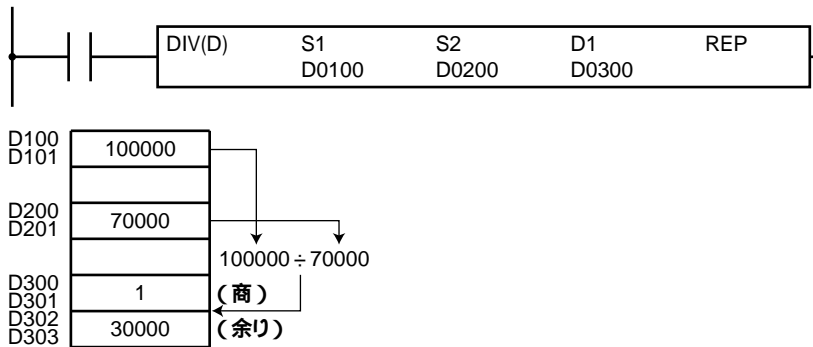 DIV(D) S1 S2 D1 REP
D0100 D0200 D0300
D100
D101 100000
D200
D201 70000
100000÷70000
D300
D301 1 (商)
D302
D303 30000 (余り)